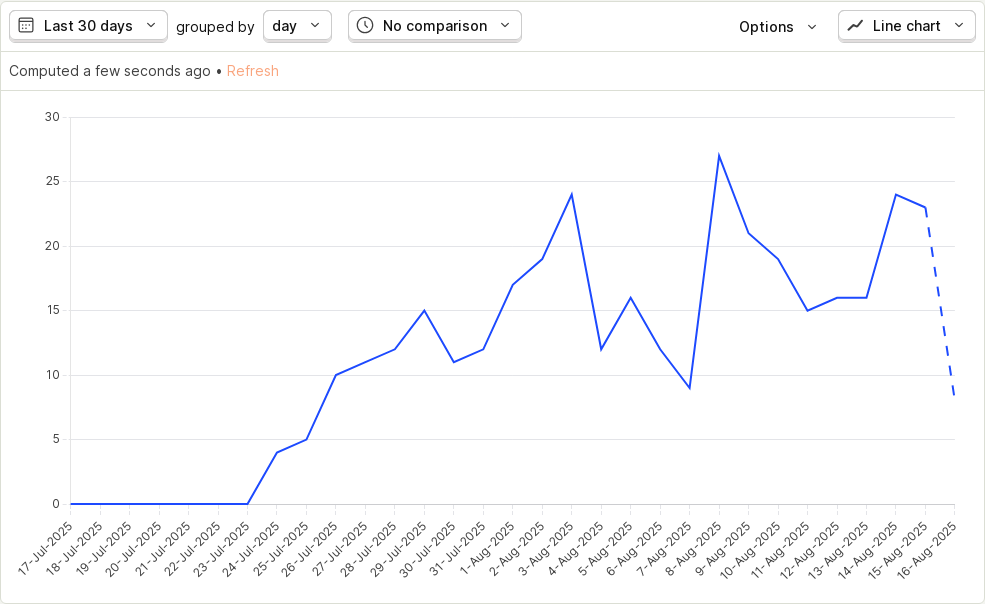 Last 30 days grouped by day No comparison Options Line chart
Computed a few seconds ago • Refresh
30
25
20
15
10
5
0
17-Jul-2025 18-Jul-2025 19-Jul-2025 20-Jul-2025 21-Jul-2025 22-Jul-2025 23-Jul-2025 24-Jul-2025 25-Jul-2025 26-Jul-2025 27-Jul-2025 28-Jul-2025 29-Jul-2025 30-Jul-2025 31-Jul-2025 1-Aug-2025 2-Aug-2025 3-Aug-2025 4-Aug-2025 5-Aug-2025 6-Aug-2025 7-Aug-2025 8-Aug-2025 9-Aug-2025 10-Aug-2025 11-Aug-2025 12-Aug-2025 13-Aug-2025 14-Aug-2025 15-Aug-2025 16-Aug-2025